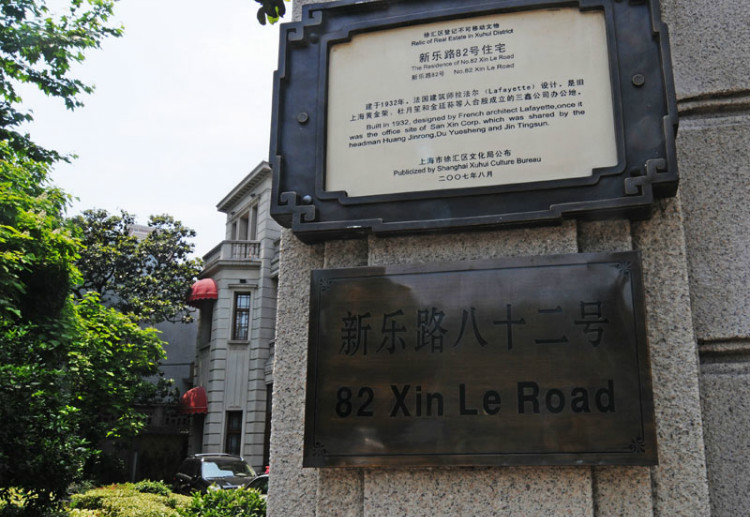 徐汇区登记不可移动文物
Relic of Real Estate in Xuhui District
新乐路82号住宅
The Residence of No.82 Xin Le Road
新乐路82号 No.82 Xin Le Road
建于1932年，法国建筑师拉法尔（Lafayette）设计，是旧
上海黄金荣、杜月笙和金廷荪等人合股成立的三鑫公司办公地。
Built in 1932, designed by French architect Lafayette,once it
was the office site of San Xin Corp. which was shared by the
headman Huang Jinrong,Du Yuesheng and Jin Tingsun.
上海市徐汇区文化局公布
Publicized by Shanghai Xuhui Culture Bureau
二〇〇七年八月
新乐路八十二号
82 Xin Le Road